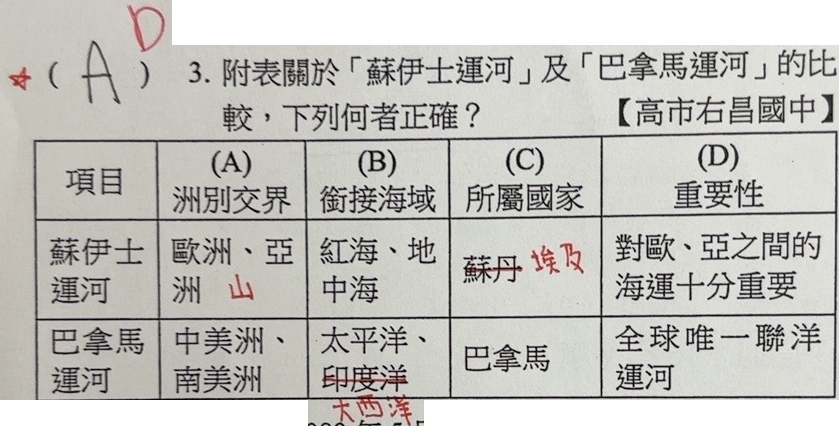 D
☆( A ) 3. 附表關於「蘇伊士運河」及「巴拿馬運河」的比
較，下列何者正確？ 【高市右昌國中】
項目 (A) 洲別交界 (B) 銜接海域 (C) 所屬國家 (D) 重要性
蘇伊士運河 歐洲、亞洲 山 紅海、地中海 蘇丹 埃及 對歐、亞之間的海運十分重要
巴拿馬運河 中美洲、南美洲 太平洋、印度洋 巴拿馬 全球唯一聯洋運河
大西洋